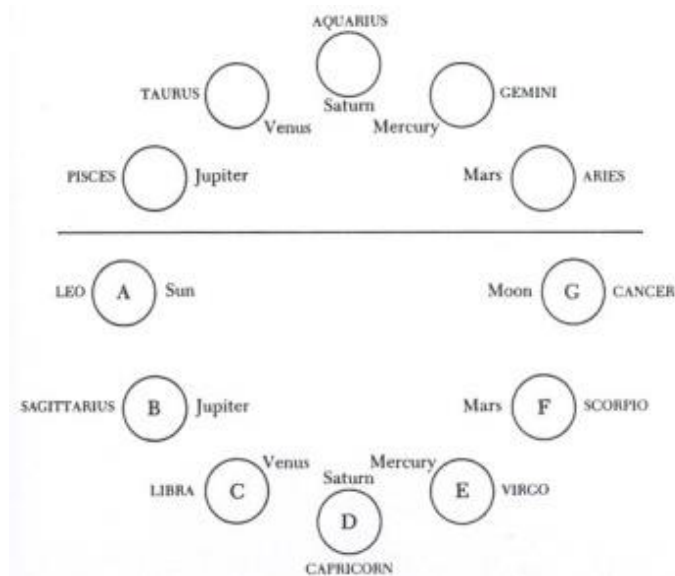 AQUARIUS
TAURUS GEMINI
Saturn
Venus Mercury
PISCES Jupiter Mars ARIES
LEO A Sun Moon G CANCER
SAGITTARIUS B Jupiter Mars F SCORPIO
Venus Mercury
Saturn
LIBRA C E VIRGO
D
CAPRICORN